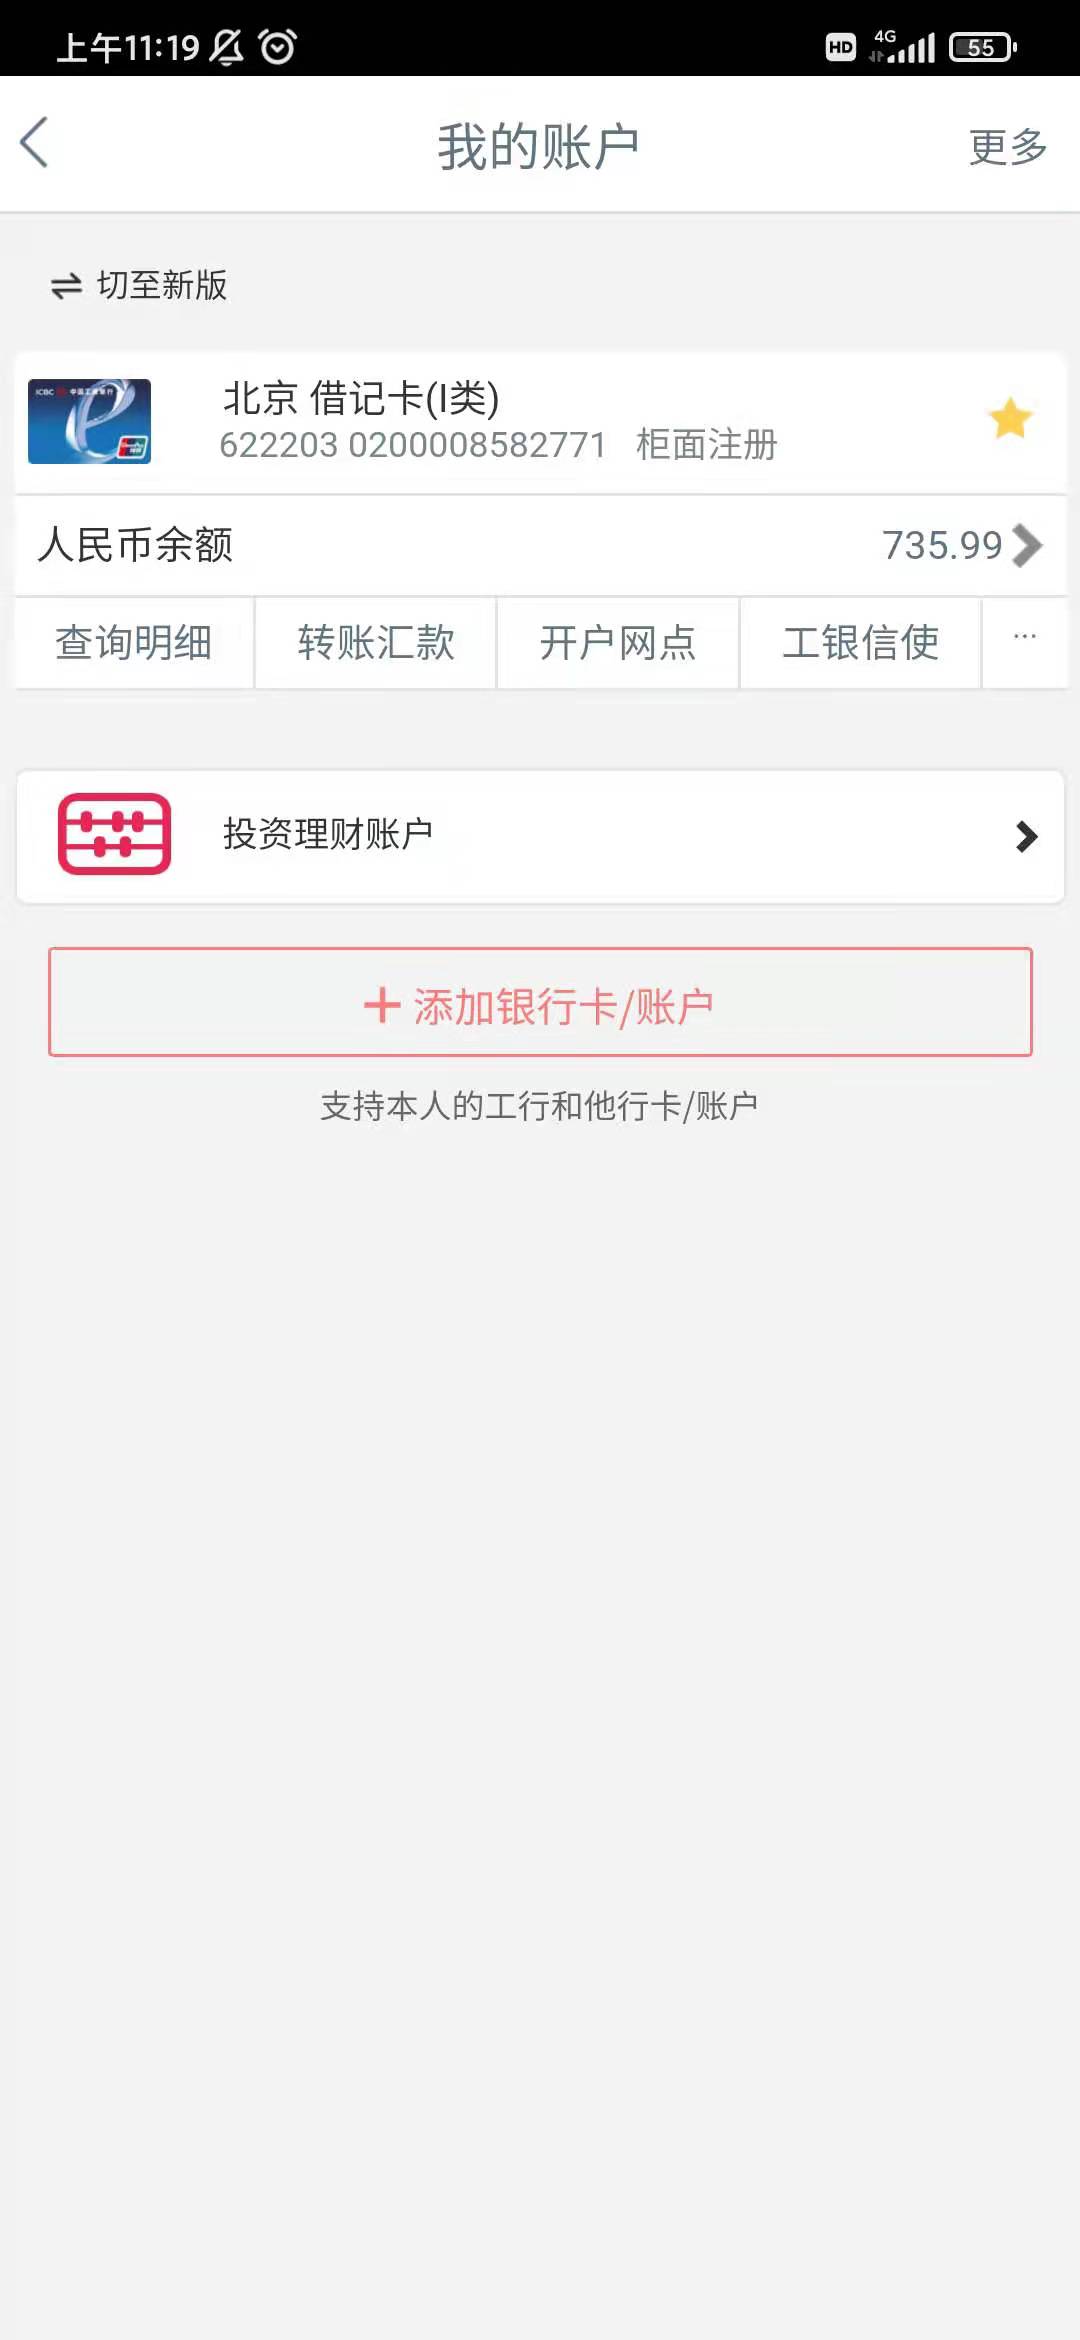 上午11:19 HD 4G 55
我的账户 更多
切至新版
ICBC 中国工商银行
北京 借记卡(I类)
622203 0200008582771 柜面注册
人民币余额 735.99
查询明细 转账汇款 开户网点 工银信使 ...
投资理财账户
+ 添加银行卡/账户
支持本人的工行和他行卡/账户